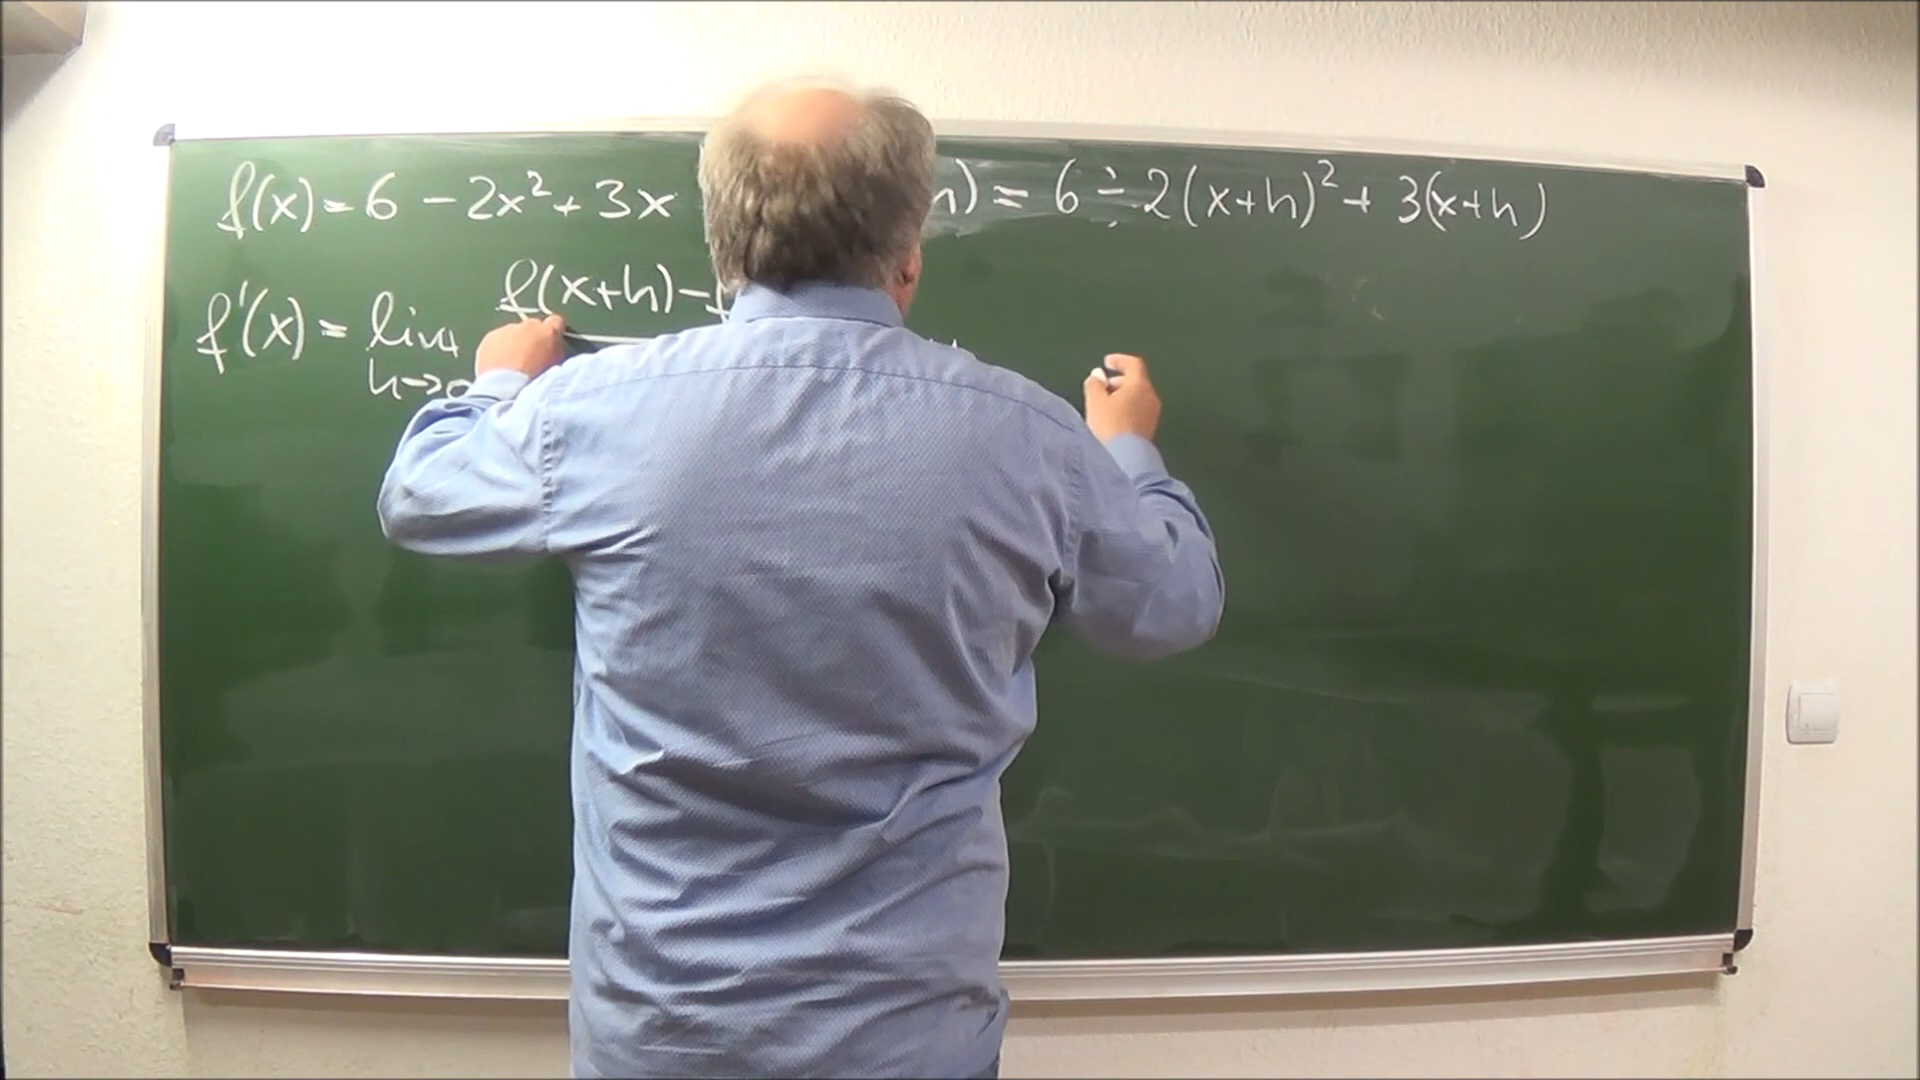 f(x) = 6 - 2x² + 3x h) = 6 ÷ 2(x+h)² + 3(x+h)
f'(x) = lim f(x+h) - f
h→0